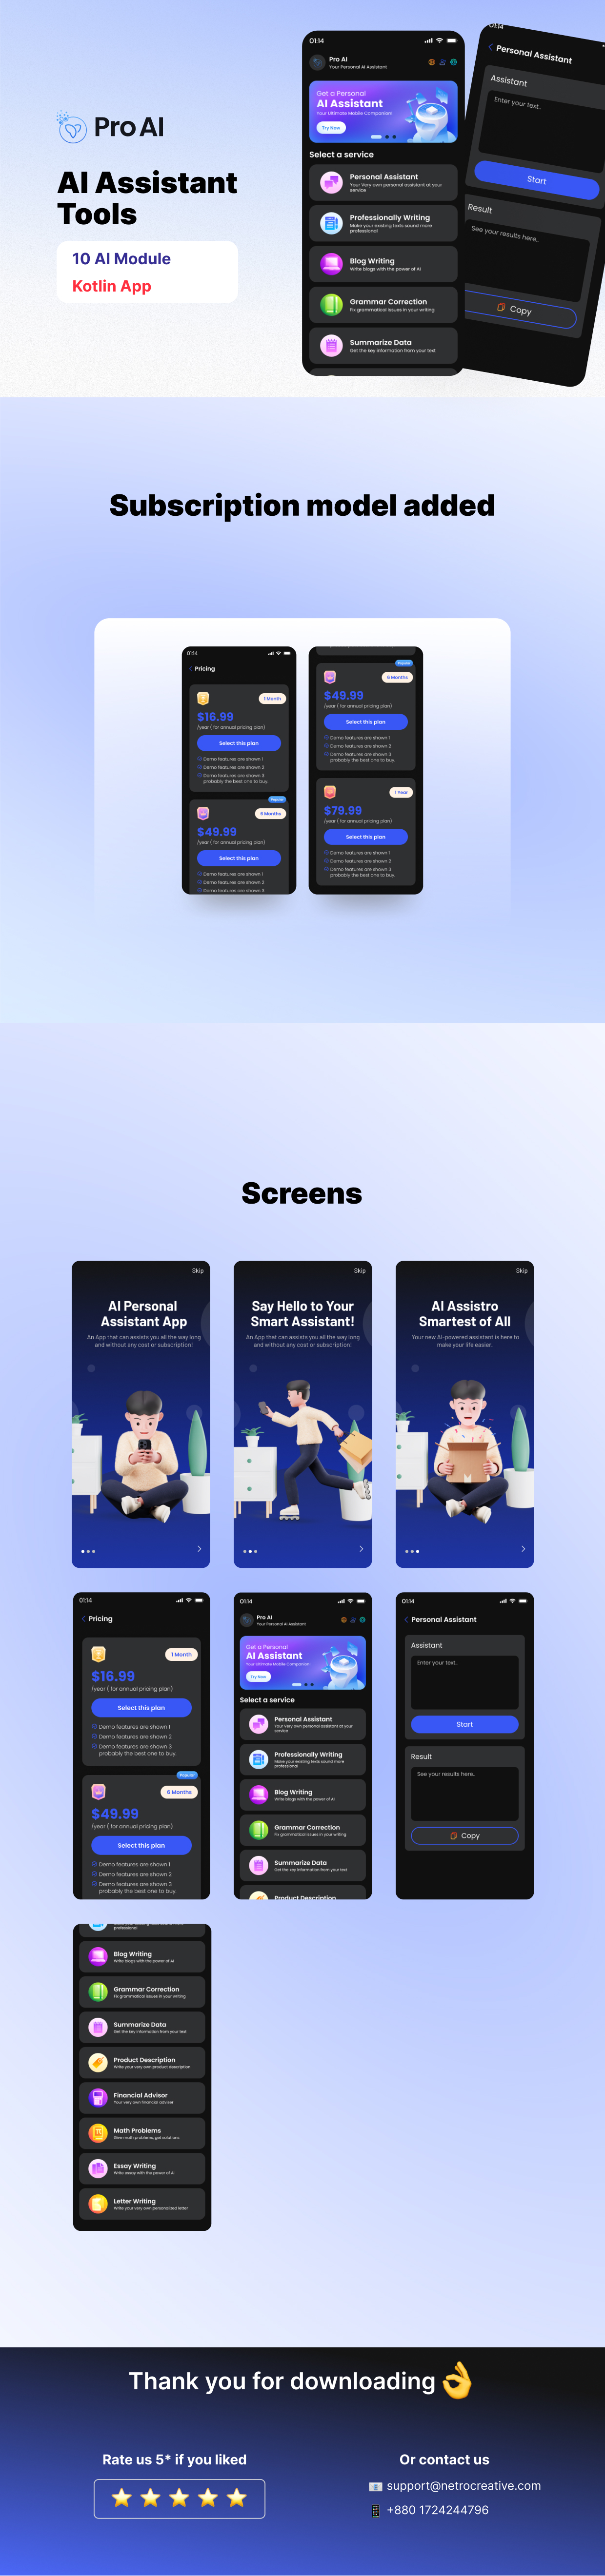 Pro AI
AI Assistant
Tools
10 AI Module
Kotlin App
01:14
Pro AI
Your Personal AI Assistant
Get a Personal
AI Assistant
Your Ultimate Mobile Companion!
Try Now
Select a service
Personal Assistant
Your Very own personal assistant at your
service
Professionally Writing
Make your existing texts sound more
professional
Blog Writing
Write blogs with the power of AI
Grammar Correction
Fix grammatical issues in your writing
Summarize Data
Get the key information from your text
01:14
Personal Assistant
Assistant
Enter your text..
Start
Result
See your results here..
Copy
Subscription model added
01:14
Pricing
1 Month
$16.99
/year ( for annual pricing plan)
Select this plan
Demo features are shown 1
Demo features are shown 2
Demo features are shown 3
probably the best one to buy.
Popular
6 Months
$49.99
/year ( for annual pricing plan)
Select this plan
Demo features are shown 1
Demo features are shown 2
Demo features are shown 3
Popular
6 Months
$49.99
/year ( for annual pricing plan)
Select this plan
Demo features are shown 1
Demo features are shown 2
Demo features are shown 3
probably the best one to buy.
1 Year
$79.99
/year ( for annual pricing plan)
Select this plan
Demo features are shown 1
Demo features are shown 2
Demo features are shown 3
probably the best one to buy.
Screens
Skip
AI Personal
Assistant App
An App that can assists you all the way long
and without any cost or subscription!
Skip
Say Hello to Your
Smart Assistant!
An App that can assists you all the way long
and without any cost or subscription!
Skip
AI Assistro
Smartest of All
Your new AI-powered assistant is here to
make your life easier.
01:14
Pricing
1 Month
$16.99
/year ( for annual pricing plan)
Select this plan
Demo features are shown 1
Demo features are shown 2
Demo features are shown 3
probably the best one to buy.
Popular
6 Months
$49.99
/year ( for annual pricing plan)
Select this plan
Demo features are shown 1
Demo features are shown 2
Demo features are shown 3
probably the best one to buy.
01:14
Pro AI
Your Personal AI Assistant
Get a Personal
AI Assistant
Your Ultimate Mobile Companion!
Try Now
Select a service
Personal Assistant
Your Very own personal assistant at your
service
Professionally Writing
Make your existing texts sound more
professional
Blog Writing
Write blogs with the power of AI
Grammar Correction
Fix grammatical issues in your writing
Summarize Data
Get the key information from your text
Product Description
01:14
Personal Assistant
Assistant
Enter your text..
Start
Result
See your results here..
Copy
professional
Blog Writing
Write blogs with the power of AI
Grammar Correction
Fix grammatical issues in your writing
Summarize Data
Get the key information from your text
Product Description
Write your very own product description
Financial Advisor
Your very own financial adviser
Math Problems
Give math problems, get solutions
Essay Writing
Write essay with the power of AI
Letter Writing
Write your very own personalized letter
Thank you for downloading
Rate us 5* if you liked
Or contact us
support@netrocreative.com
+880 1724244796